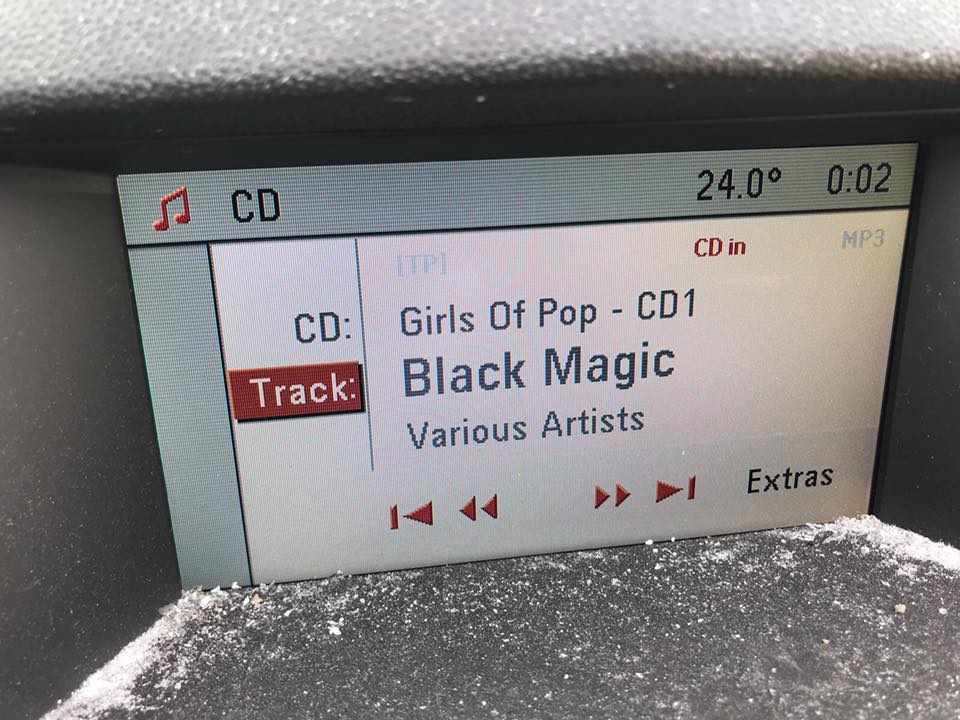 CD 24.0° 0:02
[TP] CD in MP3
CD: Girls Of Pop - CD1
Track: Black Magic
Various Artists
Extras